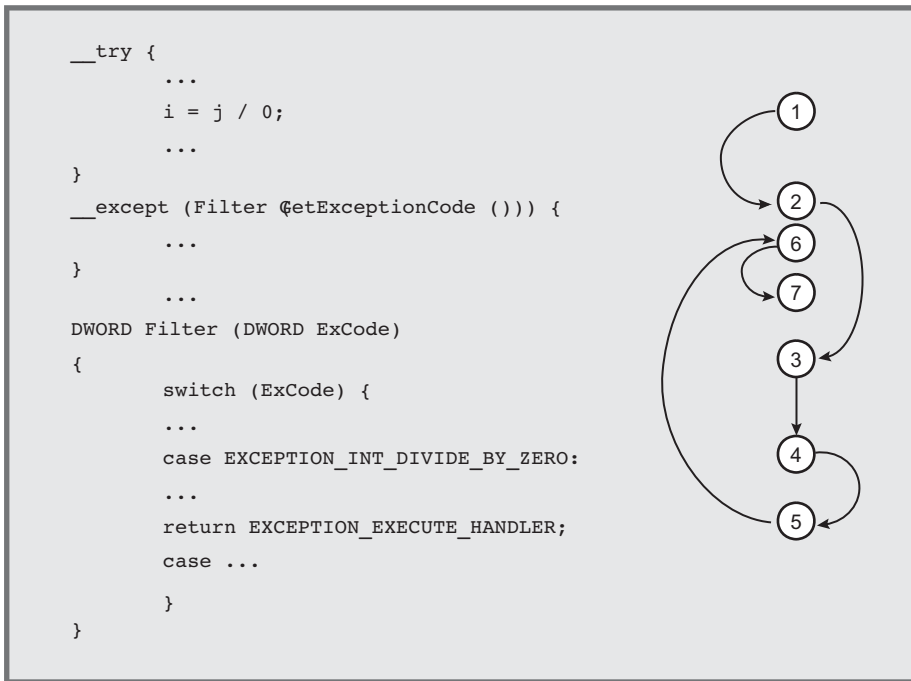 __try {
...
i = j / 0;
...
}
__except (Filter (GetExceptionCode ())) {
...
}
...
DWORD Filter (DWORD ExCode)
{
switch (ExCode) {
...
case EXCEPTION_INT_DIVIDE_BY_ZERO:
...
return EXCEPTION_EXECUTE_HANDLER;
case ...
}
}
1
2
6
7
3
4
5